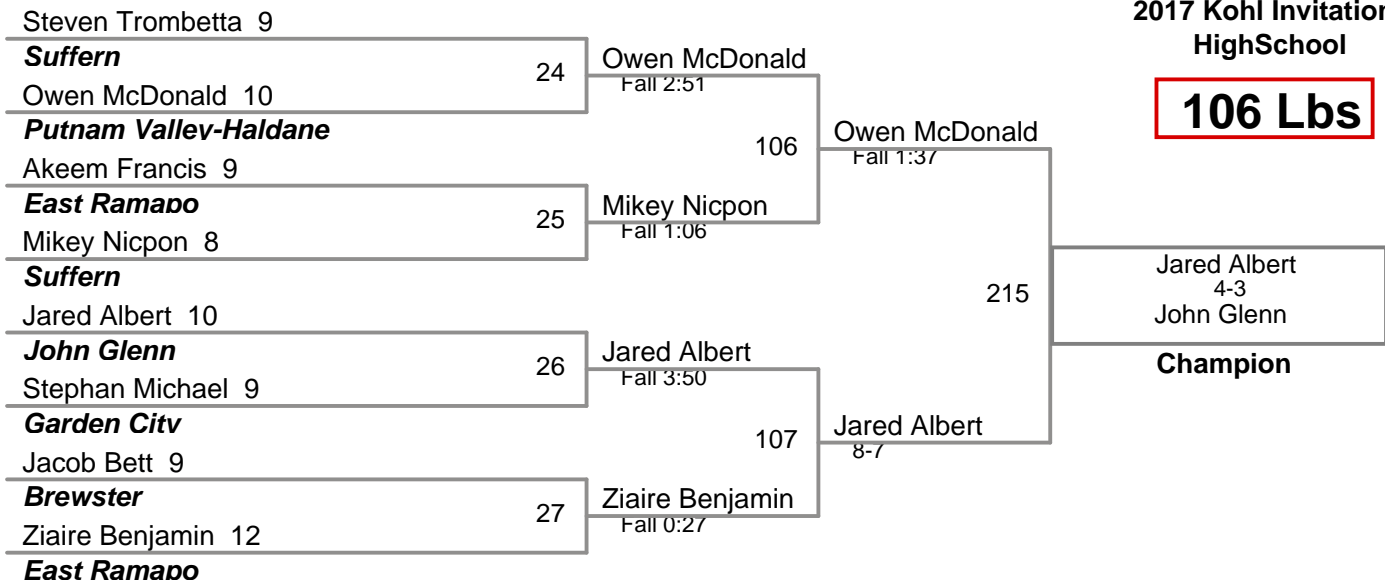 Steven Trombetta 9
Suffern
Owen McDonald 10
Putnam Valley-Haldane
Akeem Francis 9
East Ramapo
Mikey Nicpon 8
Suffern
Jared Albert 10
John Glenn
Stephan Michael 9
Garden City
Jacob Bett 9
Brewster
Ziaire Benjamin 12
East Ramapo
24
25
26
27
Owen McDonald
Fall 2:51
Mikey Nicpon
Fall 1:06
Jared Albert
Fall 3:50
Ziaire Benjamin
Fall 0:27
106
107
Owen McDonald
Fall 1:37
Jared Albert
8-7
215
2017 Kohl Invitation
HighSchool
106 Lbs
Jared Albert
4-3
John Glenn
Champion